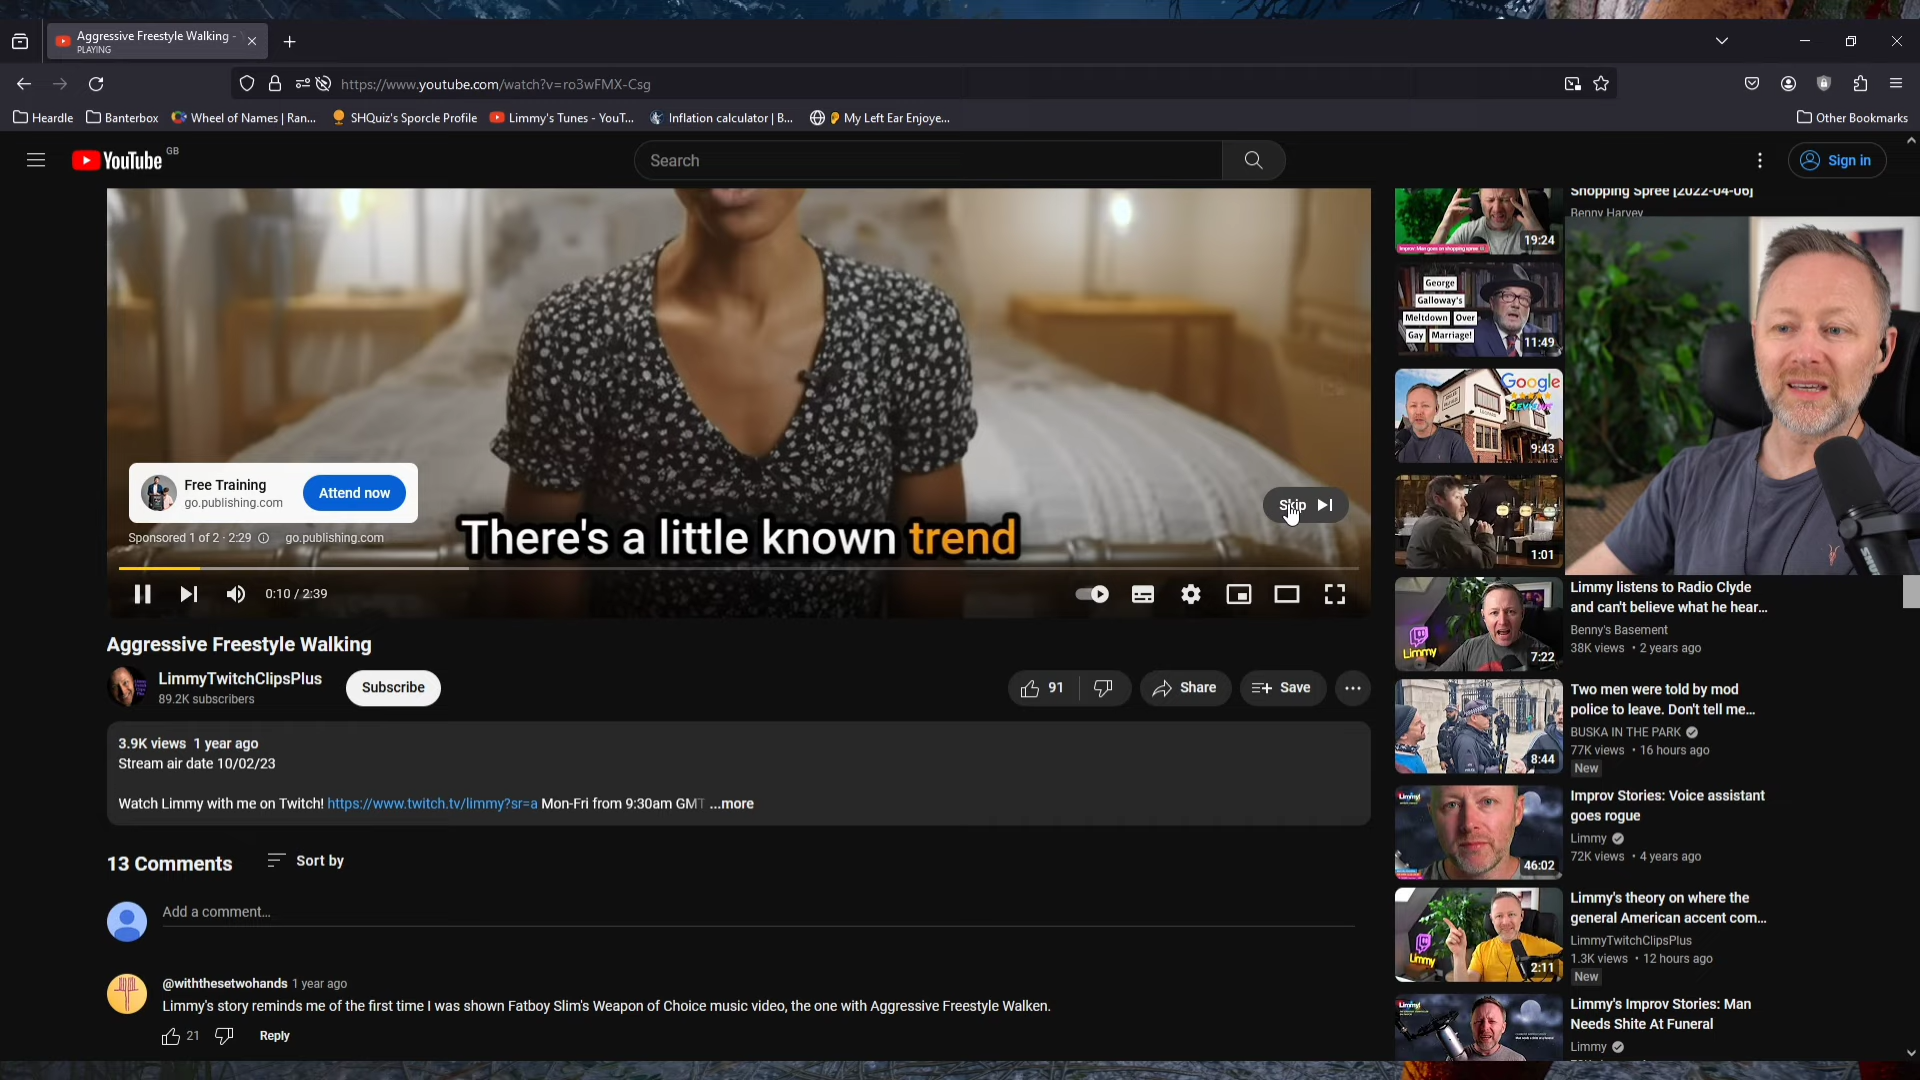 Aggressive Freestyle Walking -
PLAYING
https://www.youtube.com/watch?v=ro3wFMX-Csg
Heardle
Banterbox
Wheel of Names | Ran...
SHQuiz's Sporcle Profile
Limmy's Tunes - YouT...
Inflation calculator | B...
My Left Ear Enjoye...
Other Bookmarks
YouTube GB
Search
Sign in
Free Training
go.publishing.com
Attend now
Skip
Sponsored 1 of 2 · 2:29
go.publishing.com
There's a little known trend
0:10 / 2:39
Aggressive Freestyle Walking
LimmyTwitchClipsPlus
89.2K subscribers
Subscribe
91
Share
Save
3.9K views 1 year ago
Stream air date 10/02/23
Watch Limmy with me on Twitch! https://www.twitch.tv/limmy?sr=a Mon-Fri from 9:30am GMT ...more
13 Comments
Sort by
Add a comment...
@withthesetwohands 1 year ago
Limmy's story reminds me of the first time I was shown Fatboy Slim's Weapon of Choice music video, the one with Aggressive Freestyle Walken.
21
Reply
Shopping Spree [2022-04-06]
Benny Harvey
19:24
George
Galloway's
Meltdown Over
Gay Marriage!
11:49
Google
9:43
1:01
Limmy
7:22
Limmy listens to Radio Clyde
and can't believe what he hear...
Benny's Basement
38K views • 2 years ago
8:44
Two men were told by mod
police to leave. Don't tell me...
BUSKA IN THE PARK
77K views • 16 hours ago
New
Limmy!
46:02
Improv Stories: Voice assistant
goes rogue
Limmy
72K views • 4 years ago
Limmy
2:11
Limmy's theory on where the
general American accent com...
LimmyTwitchClipsPlus
1.3K views • 12 hours ago
New
Limmy!
Limmy's Improv Stories: Man
Needs Shite At Funeral
Limmy